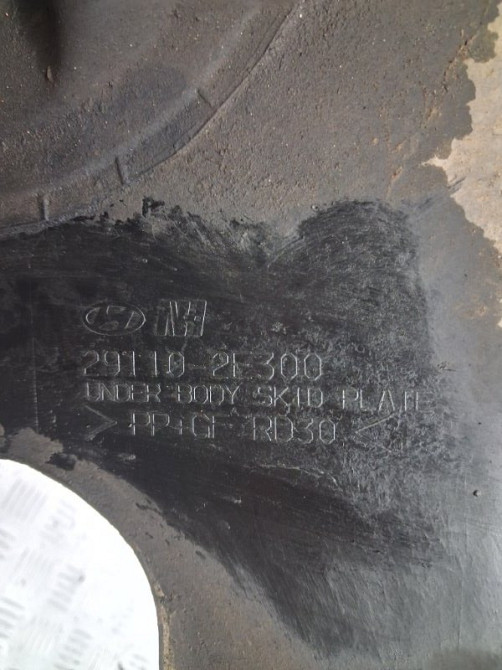 29110-2E300
UNDER-BODY SKID PLATE
>PP+GF RD30<